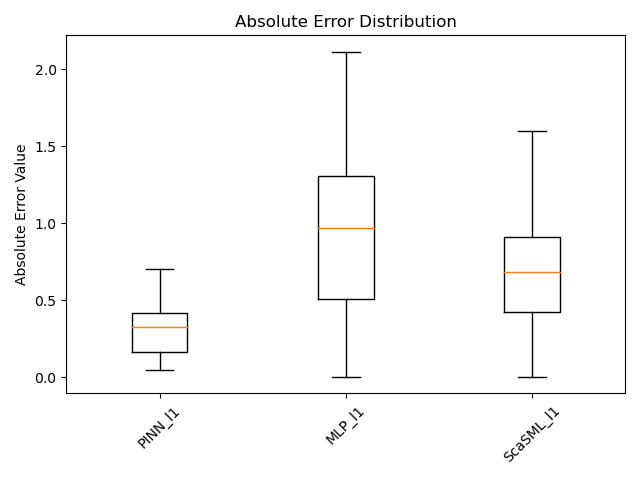 Absolute Error Distribution
Absolute Error Value
2.0
1.5
1.0
0.5
0.0
PINN_l1
MLP_l1
ScaSML_l1